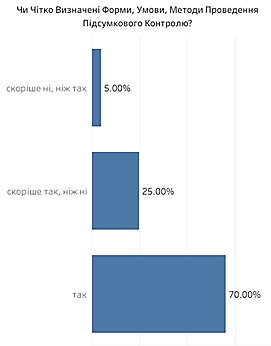 Чи Чітко Визначені Форми, Умови, Методи Проведення
Підсумкового Контролю?
скоріше ні, ніж так
5.00%
скоріше так, ніж ні
25.00%
так
70.00%